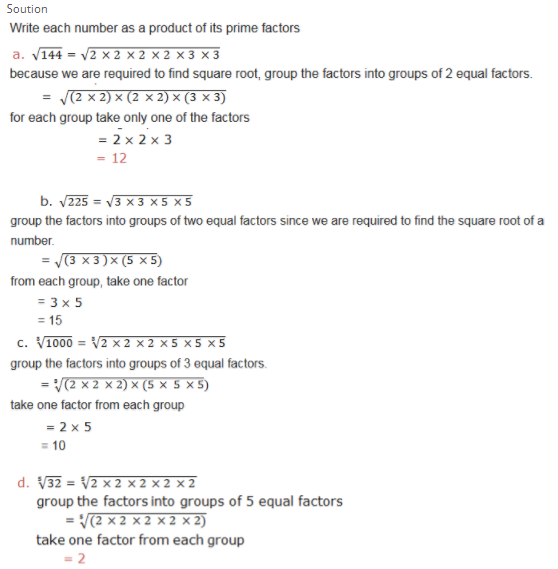 Soution
Write each number as a product of its prime factors
a. √144 = √2 × 2 × 2 × 2 × 3 × 3
because we are required to find square root, group the factors into groups of 2 equal factors.
= √(2 × 2) × (2 × 2) × (3 × 3)
for each group take only one of the factors
= 2 × 2 × 3
= 12
b. √225 = √3 × 3 × 5 × 5
group the factors into groups of two equal factors since we are required to find the square root of a
number.
= √(3 × 3) × (5 × 5)
from each group, take one factor
= 3 × 5
= 15
c. ∛1000 = ∛2 × 2 × 2 × 5 × 5 × 5
group the factors into groups of 3 equal factors.
= ∛(2 × 2 × 2) × (5 × 5 × 5)
take one factor from each group
= 2 × 5
= 10
d. ⁵√32 = ⁵√2 × 2 × 2 × 2 × 2
group the factors into groups of 5 equal factors
= ⁵√(2 × 2 × 2 × 2 × 2)
take one factor from each group
= 2